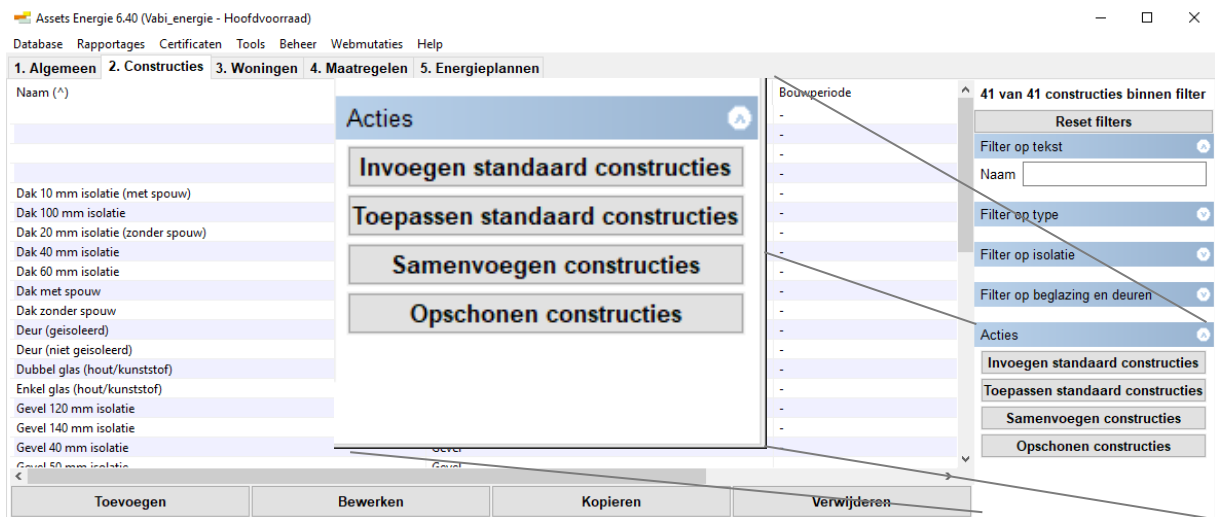 Assets Energie 6.40 (Vabi_energie - Hoofdvoorraad)
Database Rapportages Certificaten Tools Beheer Webmutaties Help
1. Algemeen 2. Constructies 3. Woningen 4. Maatregelen 5. Energieplannen
Naam (^)
Bouwperiode
-
-
-
-
Dak 10 mm isolatie (met spouw) -
Dak 100 mm isolatie -
Dak 20 mm isolatie (zonder spouw) -
Dak 40 mm isolatie -
Dak 60 mm isolatie -
Dak met spouw -
Dak zonder spouw -
Deur (geisoleerd) -
Deur (niet geisoleerd) -
Dubbel glas (hout/kunststof) -
Enkel glas (hout/kunststof) -
Gevel 120 mm isolatie -
Gevel 140 mm isolatie -
Gevel 40 mm isolatie Gevel -
Gevel 50 mm isolatie Gevel
Acties
Invoegen standaard constructies
Toepassen standaard constructies
Samenvoegen constructies
Opschonen constructies
41 van 41 constructies binnen filter
Reset filters
Filter op tekst
Naam
Filter op type
Filter op isolatie
Filter op beglazing en deuren
Acties
Invoegen standaard constructies
Toepassen standaard constructies
Samenvoegen constructies
Opschonen constructies
Toevoegen Bewerken Kopieren Verwijderen